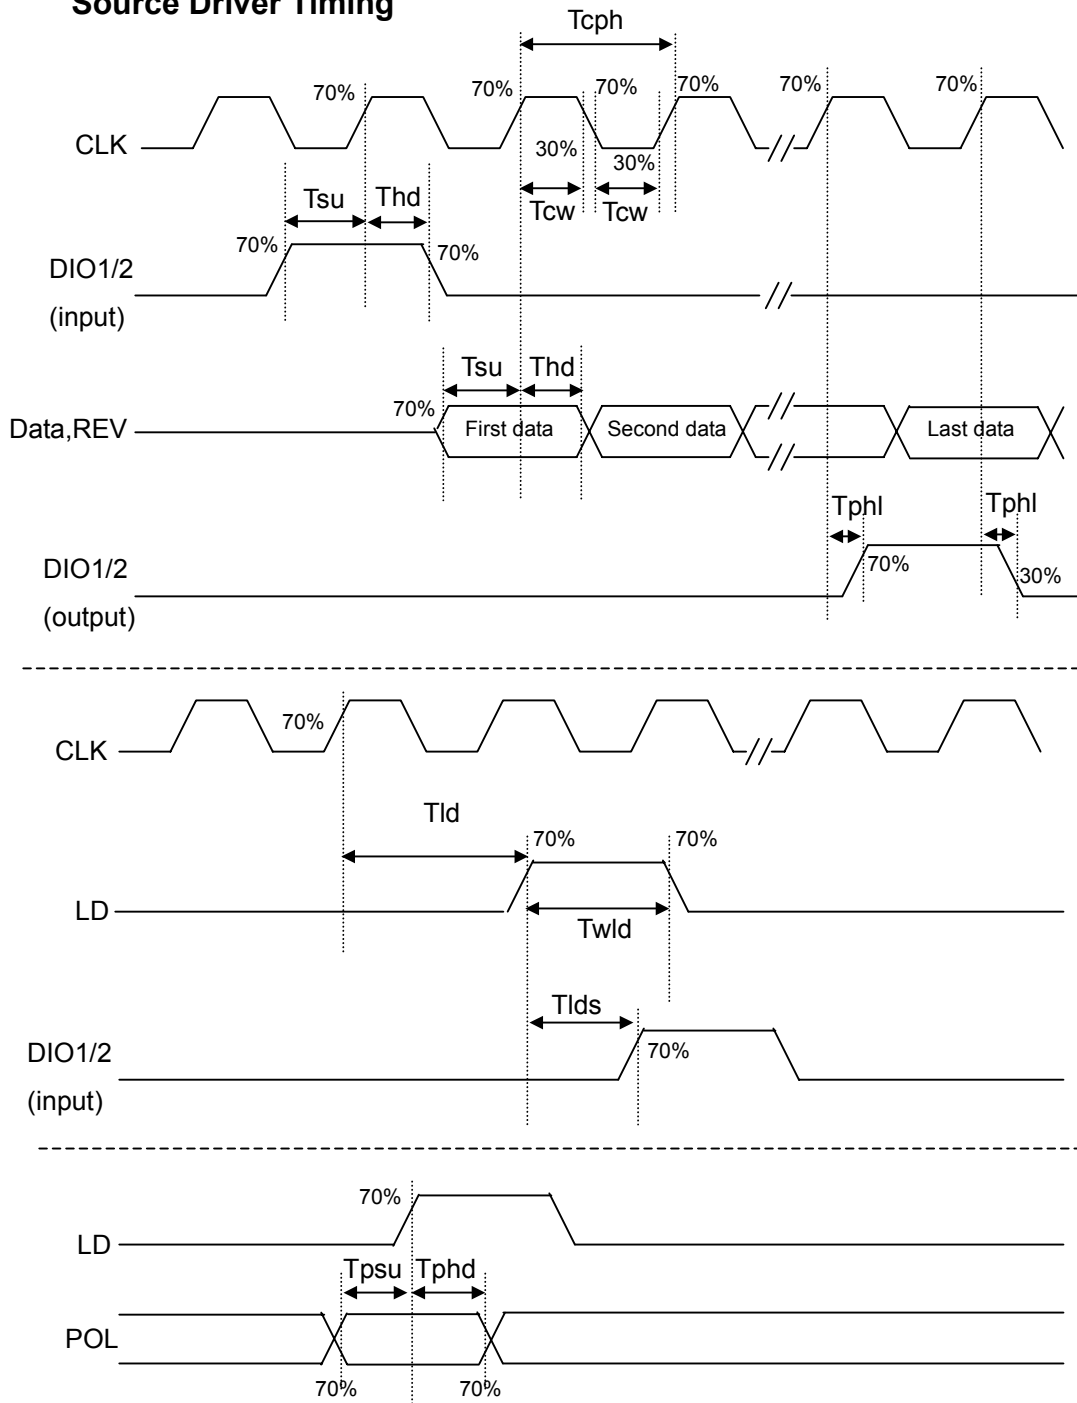 Source Driver Timing
Tcph
70% 70% 70% 70% 70% 70%
CLK
30% 30%
Tsu Thd Tcw Tcw
70% 70%
DIO1/2
(input)
Tsu Thd
70%
Data,REV First data Second data Last data
Tphl Tphl
DIO1/2 70% 30%
(output)
70%
CLK
Tld
70% 70%
LD
Twld
Tlds
DIO1/2 70%
(input)
70%
LD
Tpsu Tphd
POL
70% 70%